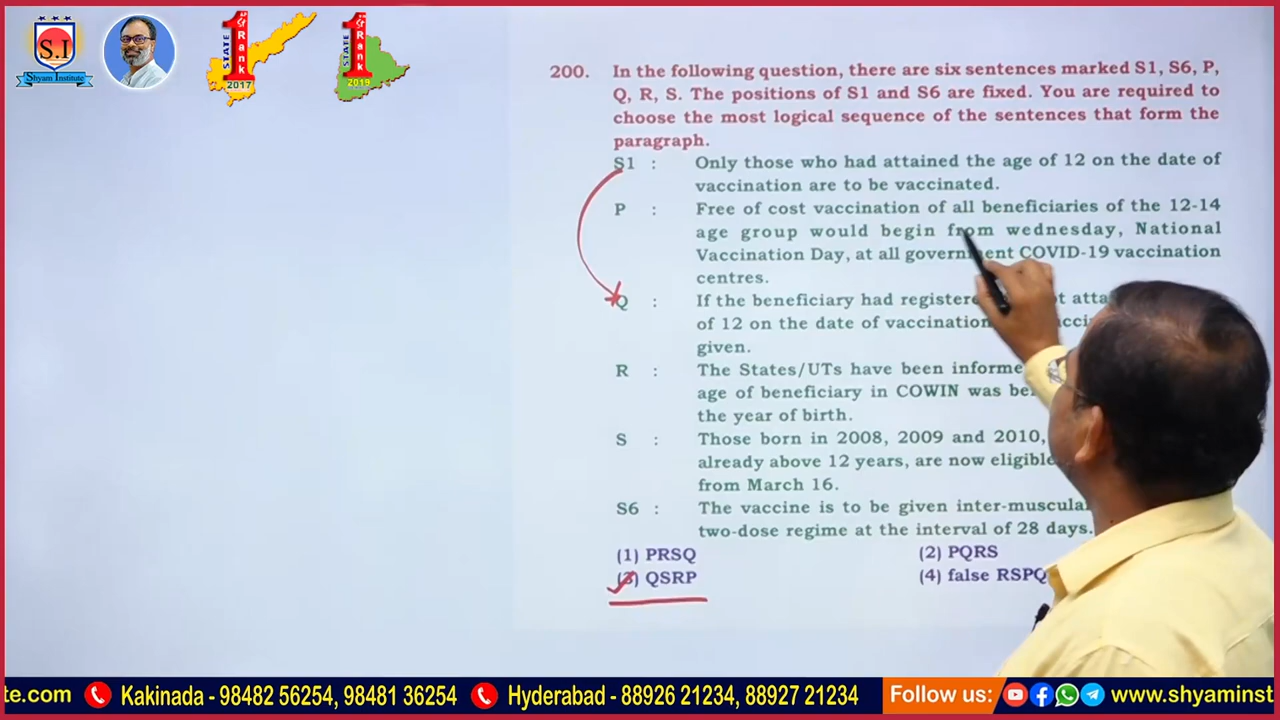 S.I
Shyam Institute
STATE 1st Rank 2017
STATE 1st Rank 2019
200. In the following question, there are six sentences marked S1, S6, P,
Q, R, S. The positions of S1 and S6 are fixed. You are required to
choose the most logical sequence of the sentences that form the
paragraph.
S1 : Only those who had attained the age of 12 on the date of
vaccination are to be vaccinated.
P : Free of cost vaccination of all beneficiaries of the 12-14
age group would begin from wednesday, National
Vaccination Day, at all government COVID-19 vaccination
centres.
Q : If the beneficiary had registere
of 12 on the date of vaccination
given.
R : The States/UTs have been informe
age of beneficiary in COWIN was
the year of birth.
S : Those born in 2008, 2009 and 2010,
already above 12 years, are now eligible
from March 16.
S6 : The vaccine is to be given inter-muscula
two-dose regime at the interval of 28 days.
(1) PRSQ (2) PQRS
(3) QSRP (4) false RSPQ
te.com Kakinada - 98482 56254, 98481 36254 Hyderabad - 88926 21234, 88927 21234 Follow us: www.shyaminst